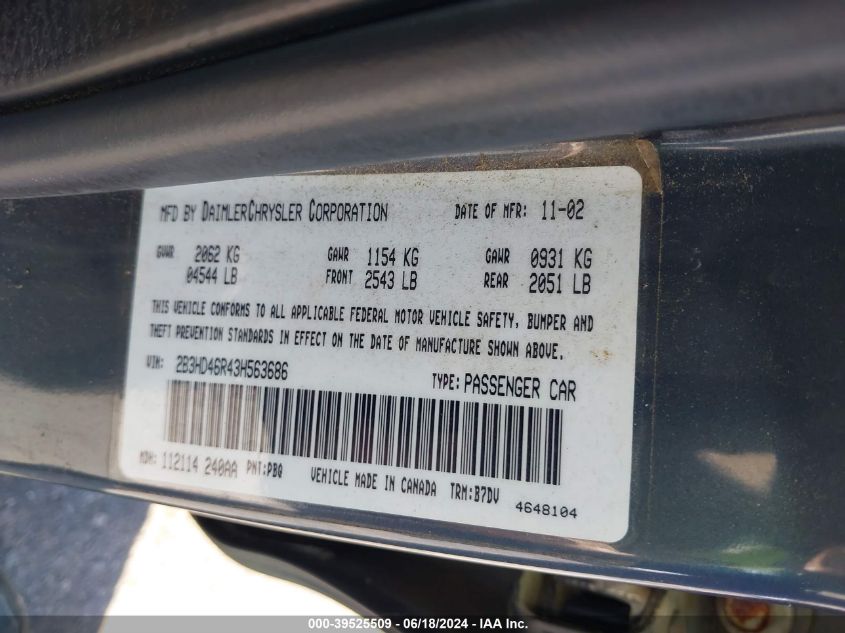 MFD BY DAIMLERCHRYSLER CORPORATION DATE OF MFR: 11-02
GVWR 2062 KG GAWR 1154 KG GAWR 0931 KG
04544 LB FRONT 2543 LB REAR 2051 LB
THIS VEHICLE CONFORMS TO ALL APPLICABLE FEDERAL MOTOR VEHICLE SAFETY, BUMPER AND
THEFT PREVENTION STANDARDS IN EFFECT ON THE DATE OF MANUFACTURE SHOWN ABOVE.
VIN: 2B3HD46R43H563686 TYPE: PASSENGER CAR
MDH: 112114 240AA PNT:PBQ VEHICLE MADE IN CANADA TRM:B7DV 4648104
000-39525509 - 06/18/2024 - IAA Inc.